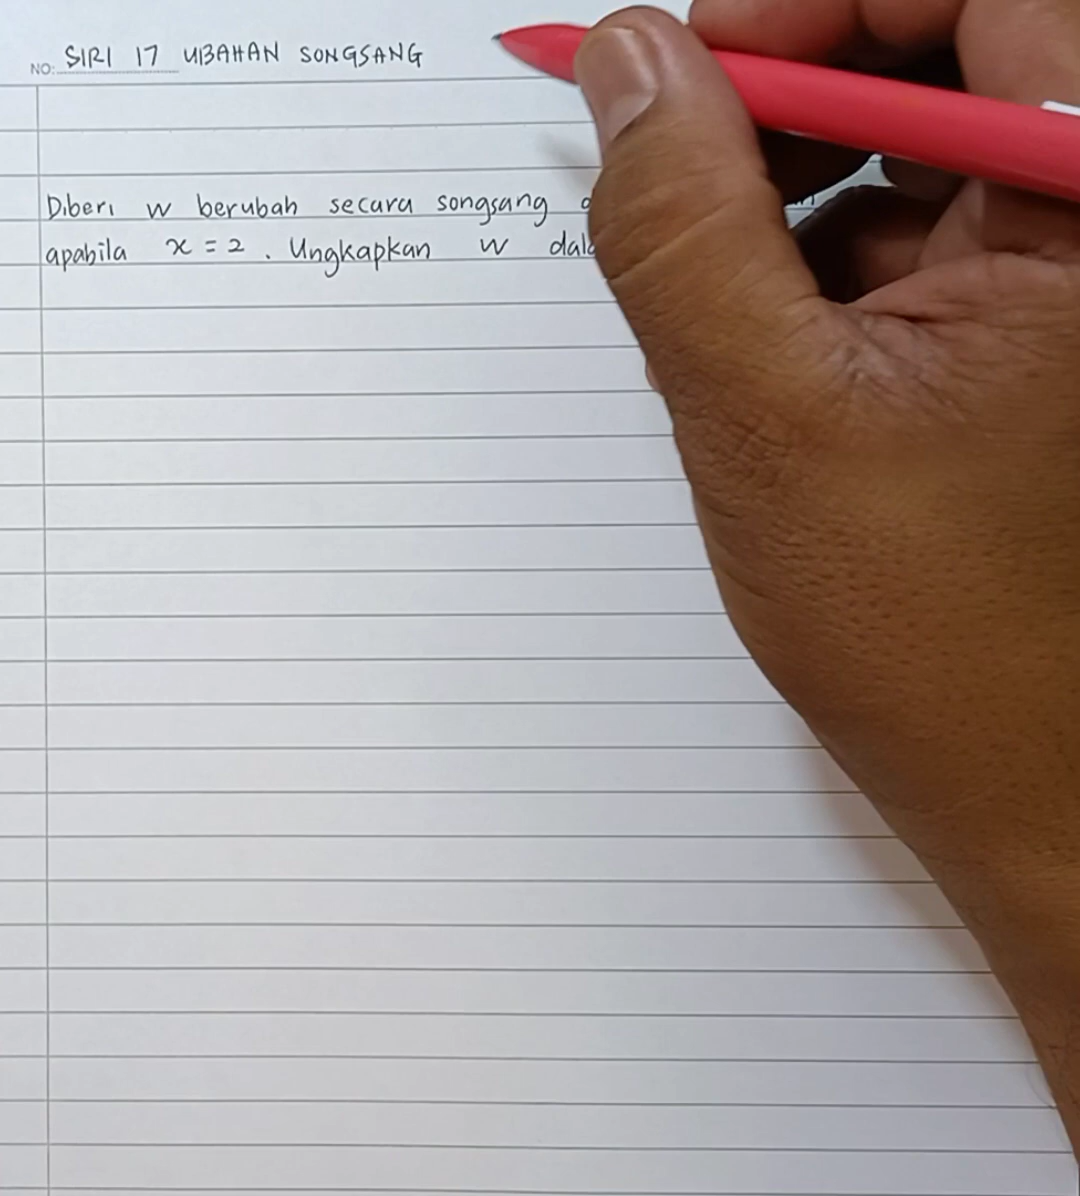 NO: SIRI 17 UBAHAN SONGSANG
Diberi w berubah secara songsang
apabila x = 2 . Ungkapkan w